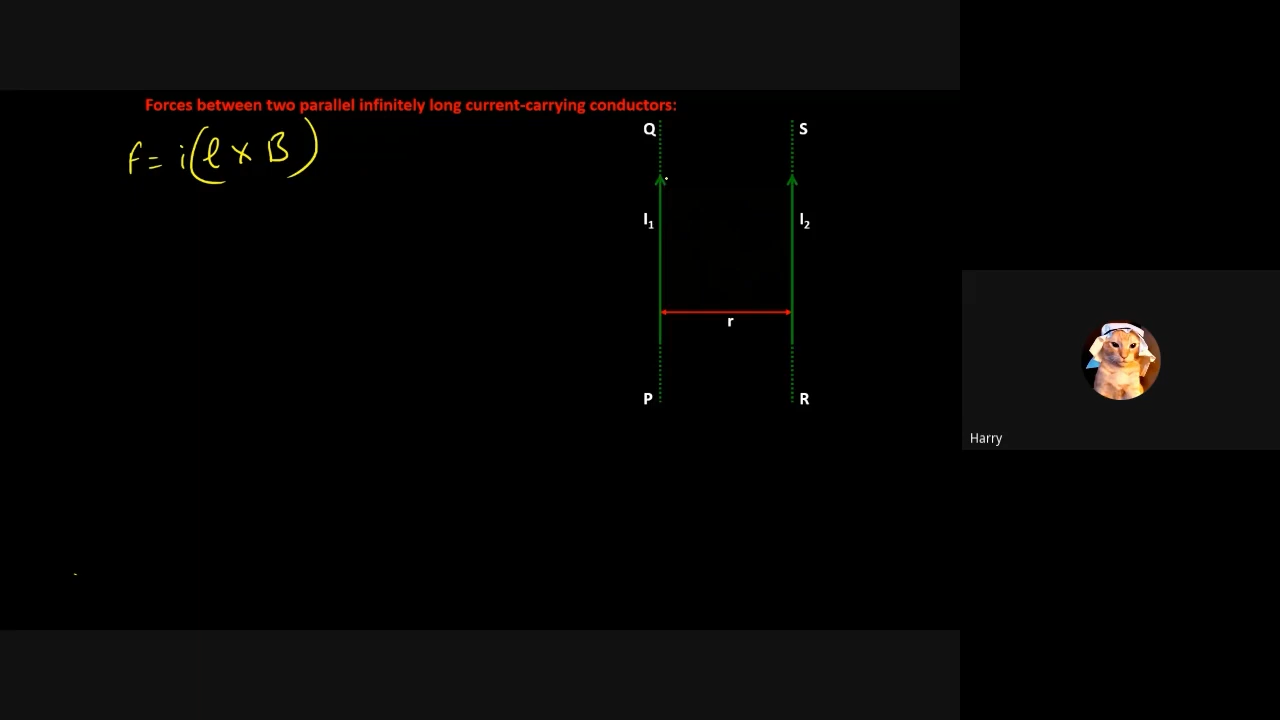 Forces between two parallel infinitely long current-carrying conductors:
F = i(l × B)
Q S
I₁ I₂
r
P R
Harry